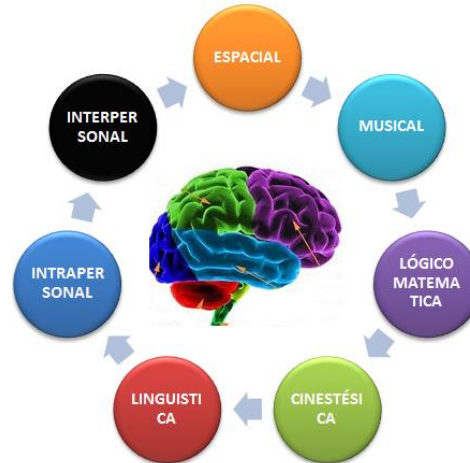 ESPACIAL
MUSICAL
LÓGICO
MATEMA
TICA
CINESTÉSI
CA
LINGUISTI
CA
INTRAPER
SONAL
INTERPER
SONAL